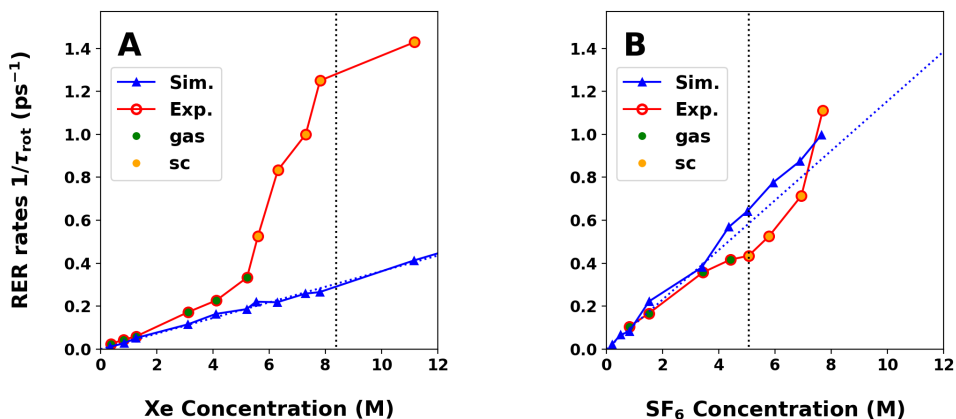 A
B
RER rates 1/τrot (ps−1)
1.4
1.2
1.0
0.8
0.6
0.4
0.2
0.0
Sim.
Exp.
gas
sc
0 2 4 6 8 10 12
Xe Concentration (M)
1.4
1.2
1.0
0.8
0.6
0.4
0.2
0.0
Sim.
Exp.
gas
sc
0 2 4 6 8 10 12
SF6 Concentration (M)